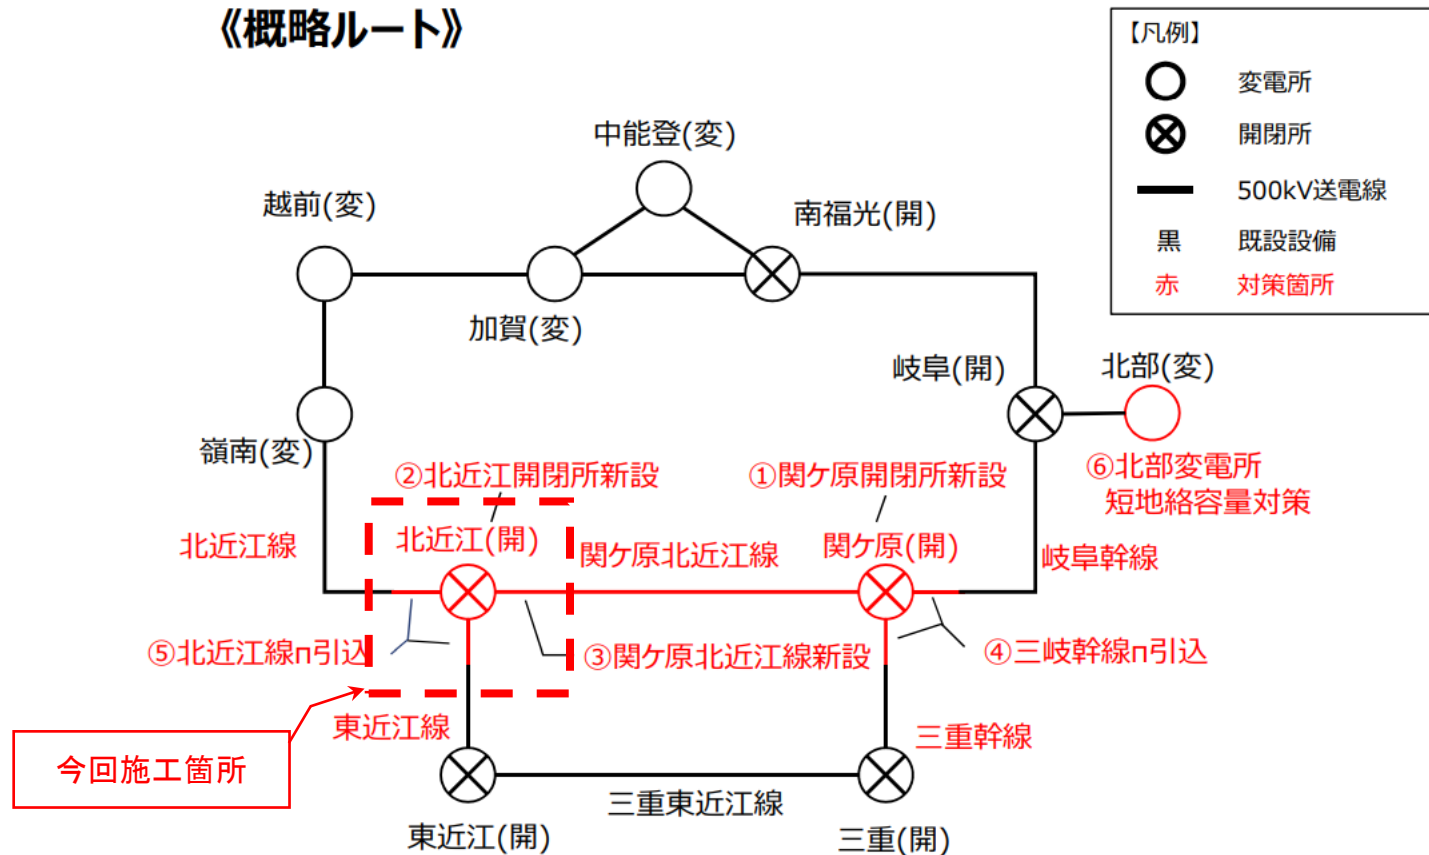 《概略ルート》
【凡例】
変電所
開閉所
500kV送電線
黒 既設設備
赤 対策箇所
中能登(変)
越前(変)
南福光(開)
加賀(変)
岐阜(開)
北部(変)
嶺南(変)
②北近江開閉所新設
①関ケ原開閉所新設
⑥北部変電所
短地絡容量対策
北近江線
北近江(開)
関ケ原北近江線
関ケ原(開)
岐阜幹線
⑤北近江線π引込
③関ケ原北近江線新設
④三岐幹線π引込
東近江線
三重幹線
今回施工箇所
三重東近江線
東近江(開)
三重(開)